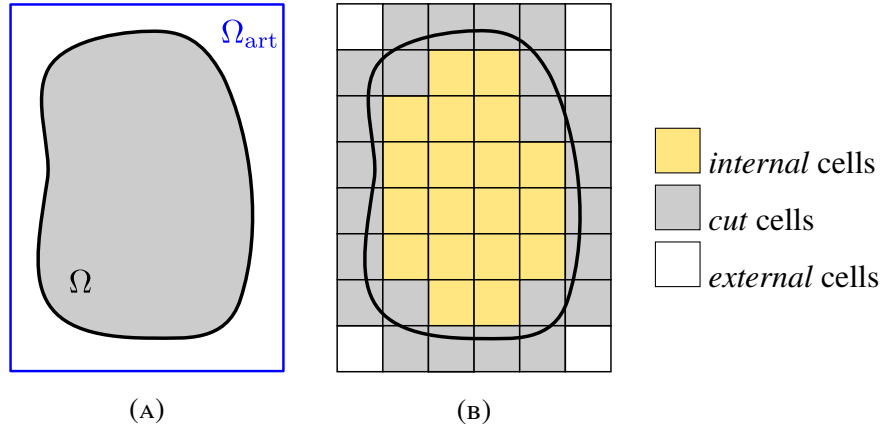 Ω_art
Ω
internal cells
cut cells
external cells
(A)
(B)